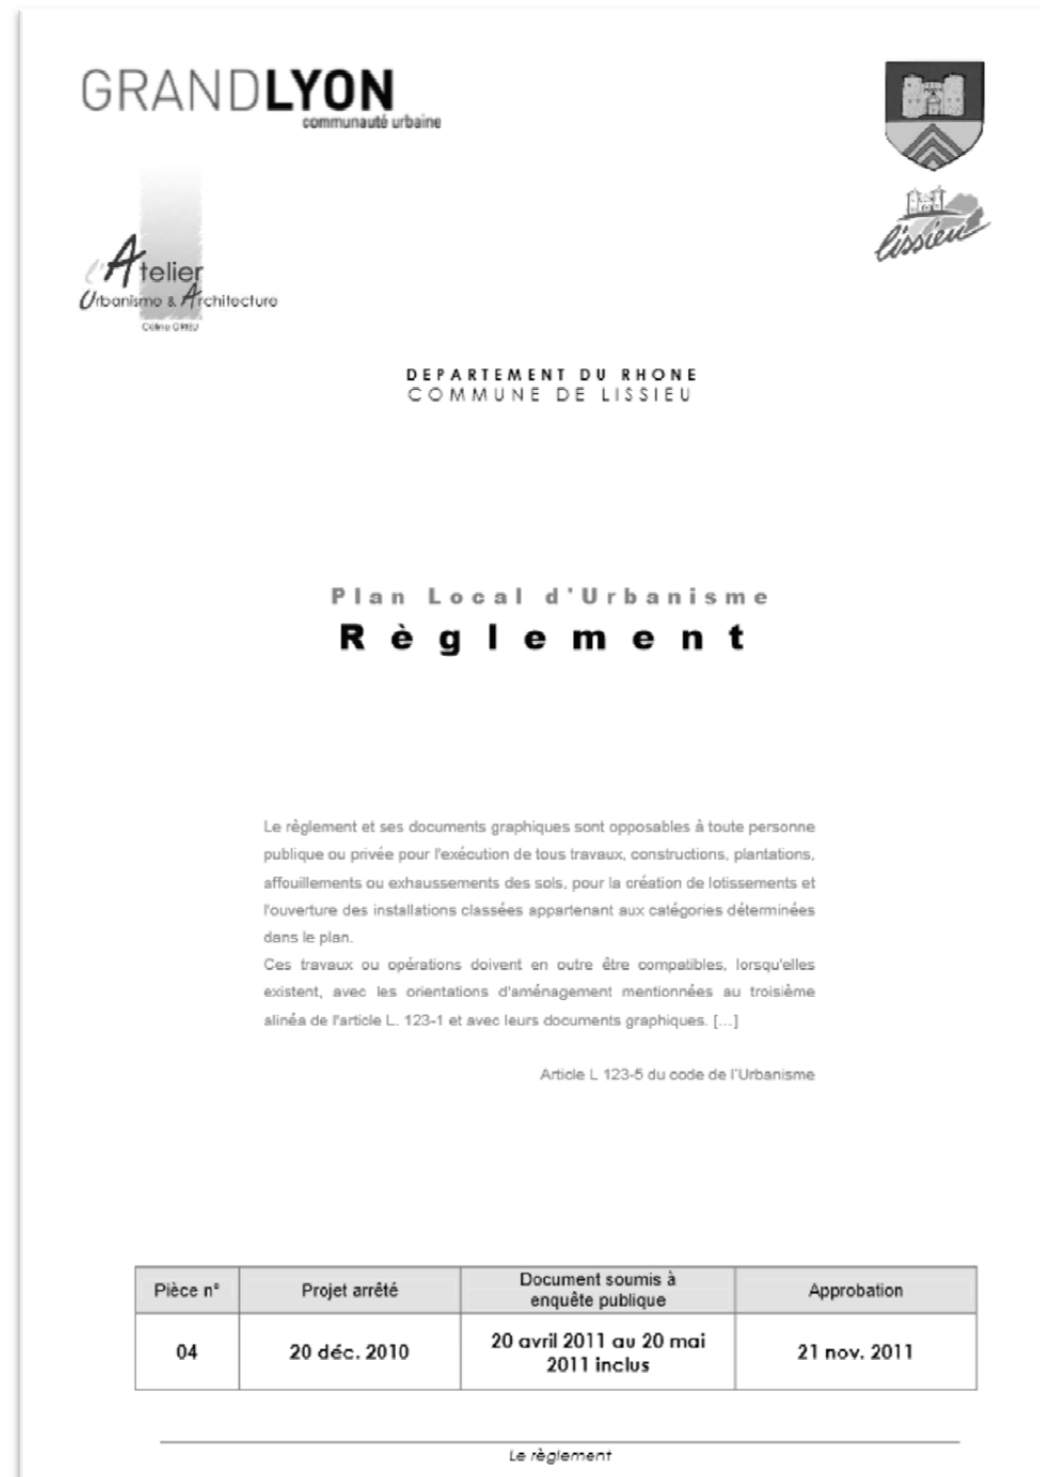 GRANDLYON
communauté urbaine
lissieu
l'Atelier
Urbanisme & Architecture
DEPARTEMENT DU RHONE
COMMUNE DE LISSIEU
Plan Local d'Urbanisme
Règlement
Le règlement et ses documents graphiques sont opposables à toute personne
publique ou privée pour l'exécution de tous travaux, constructions, plantations,
affouillements ou exhaussements des sols, pour la création de lotissements et
l'ouverture des installations classées appartenant aux catégories déterminées
dans le plan.
Ces travaux ou opérations doivent en outre être compatibles, lorsqu'elles
existent, avec les orientations d'aménagement mentionnées au troisième
alinéa de l'article L. 123-1 et avec leurs documents graphiques. [...]
Article L 123-5 du code de l'Urbanisme
Pièce n° Projet arrêté Document soumis à enquête publique Approbation
04 20 déc. 2010 20 avril 2011 au 20 mai 2011 inclus 21 nov. 2011
Le règlement